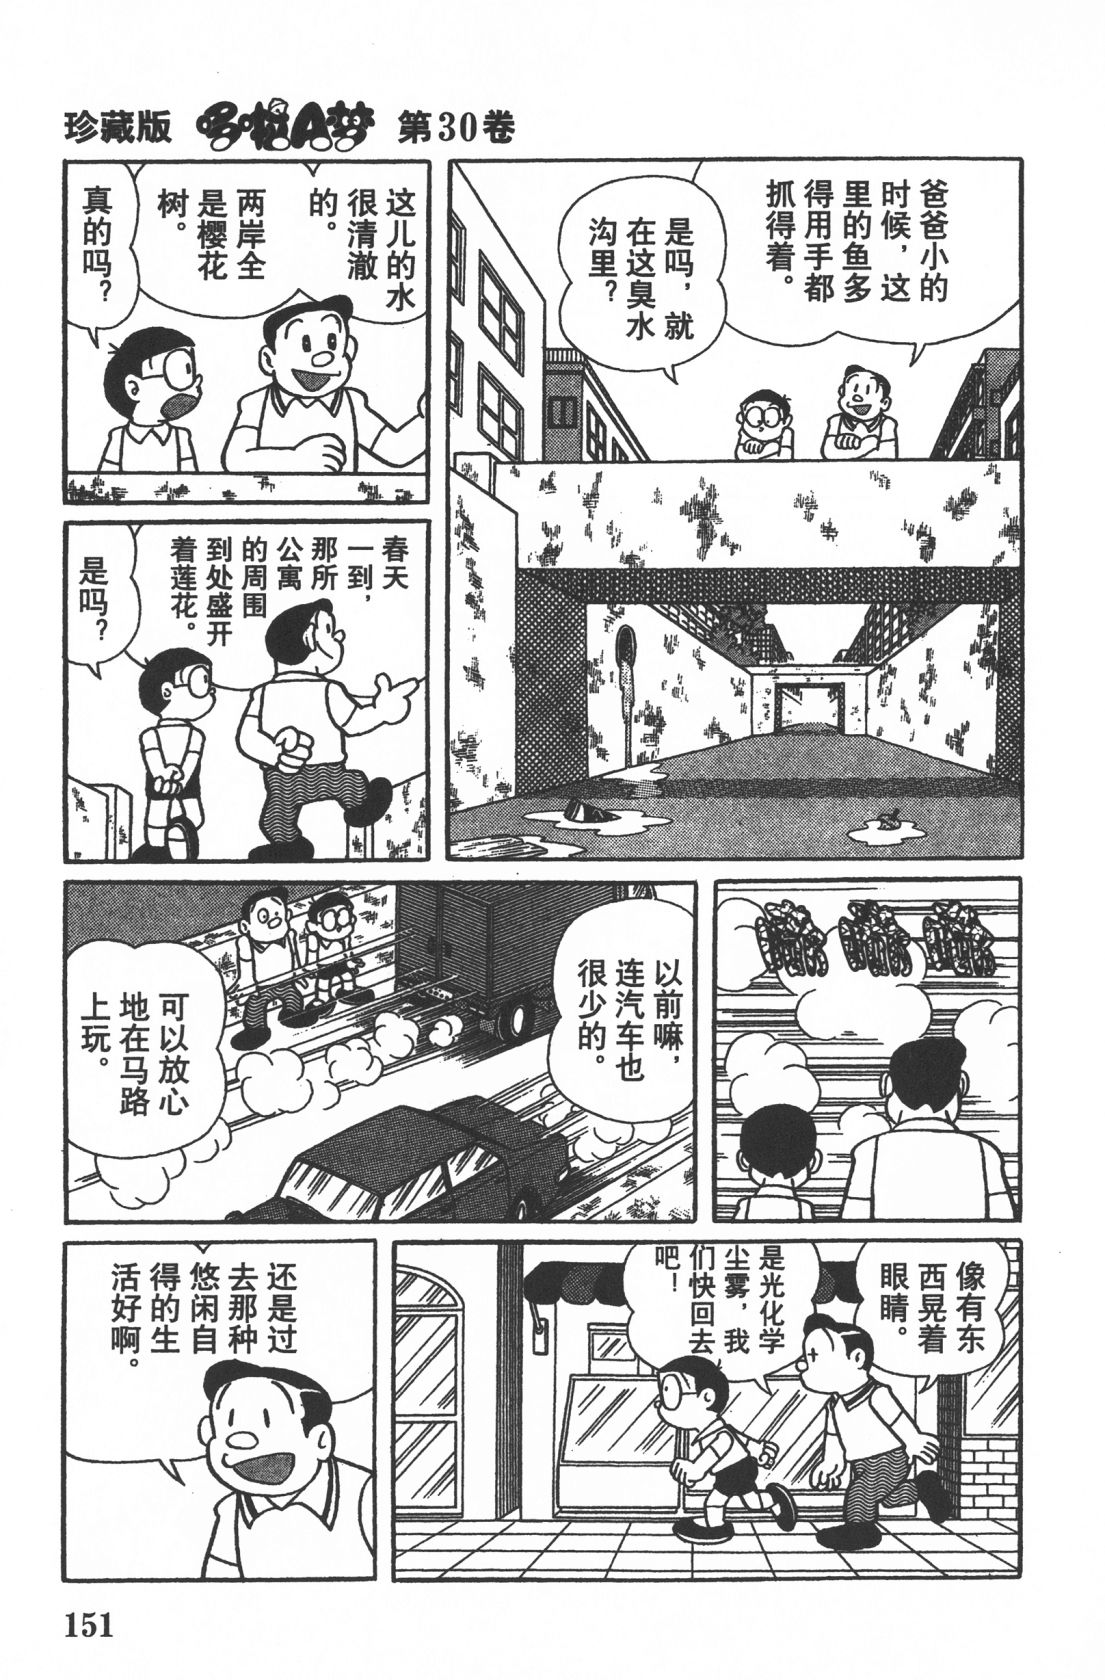 珍藏版 哆啦A梦 第30卷
爸爸小的
时候，这
里的鱼多
得用手都
抓得着。
是吗，就
在这臭水
沟里？
这儿的水
很清澈
的。
两岸全
是樱花
树。
真的吗？
春天
一到，
那所
公寓
的周围
到处盛开
着莲花。
是吗？
以前嘛，
连汽车也
很少的。
可以放心
地在马路
上玩。
像有东
西晃着
眼睛。
是光化学
尘雾，我
们快回去
吧！
还是过
去那种
悠闲自
得的生
活好啊。
151